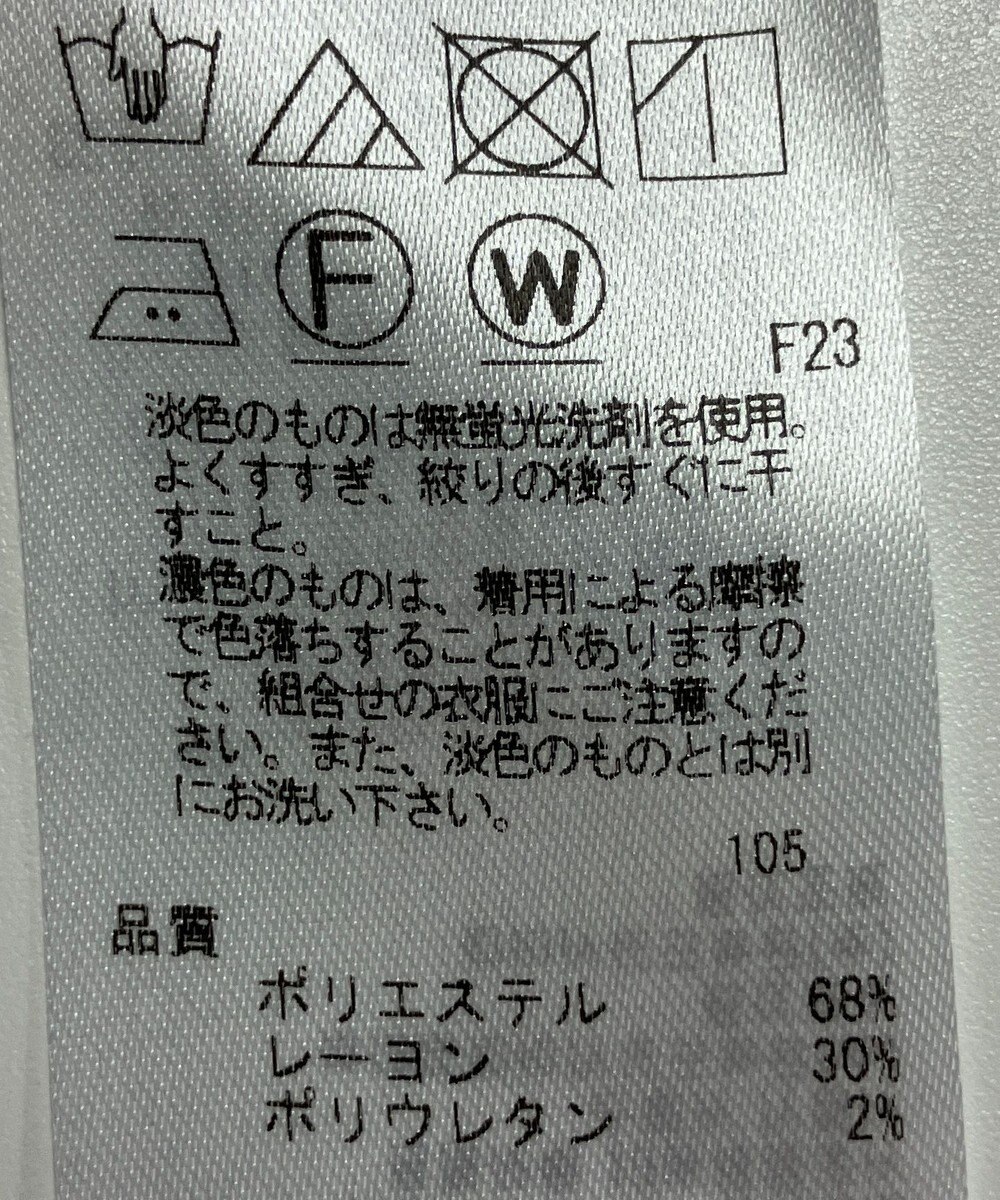 F
W
F23
淡色のものは無蛍光洗剤を使用。
よくすすぎ、絞りの後すぐに干
すこと。
濃色のものは、着用による摩擦
で色落ちすることがありますの
で、組合せの衣服にご注意くだ
さい。また、淡色のものとは別
にお洗い下さい。
105
品質
ポリエステル 68%
レーヨン 30%
ポリウレタン 2%